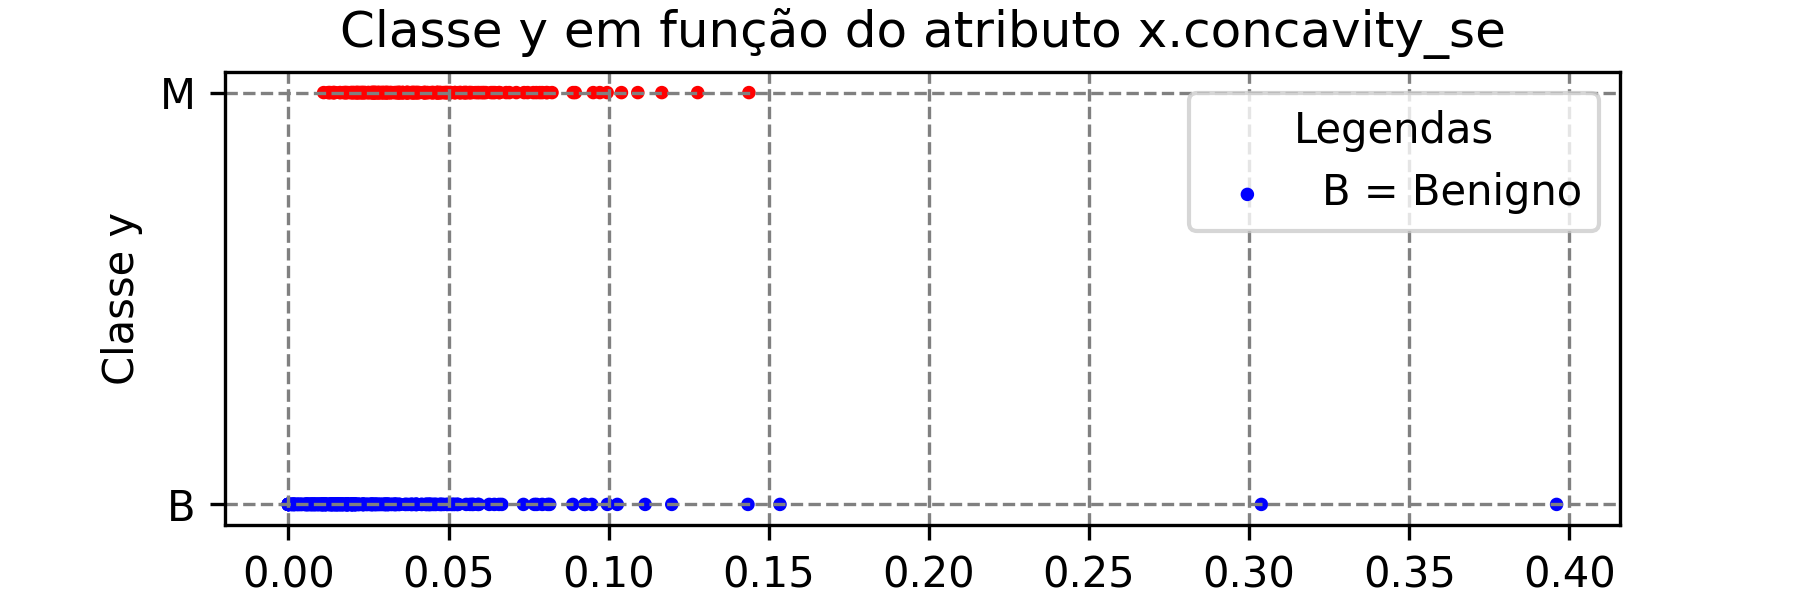 Classe y em função do atributo x.concavity_se
M
Legendas
B = Benigno
Classe y
B
0.00 0.05 0.10 0.15 0.20 0.25 0.30 0.35 0.40